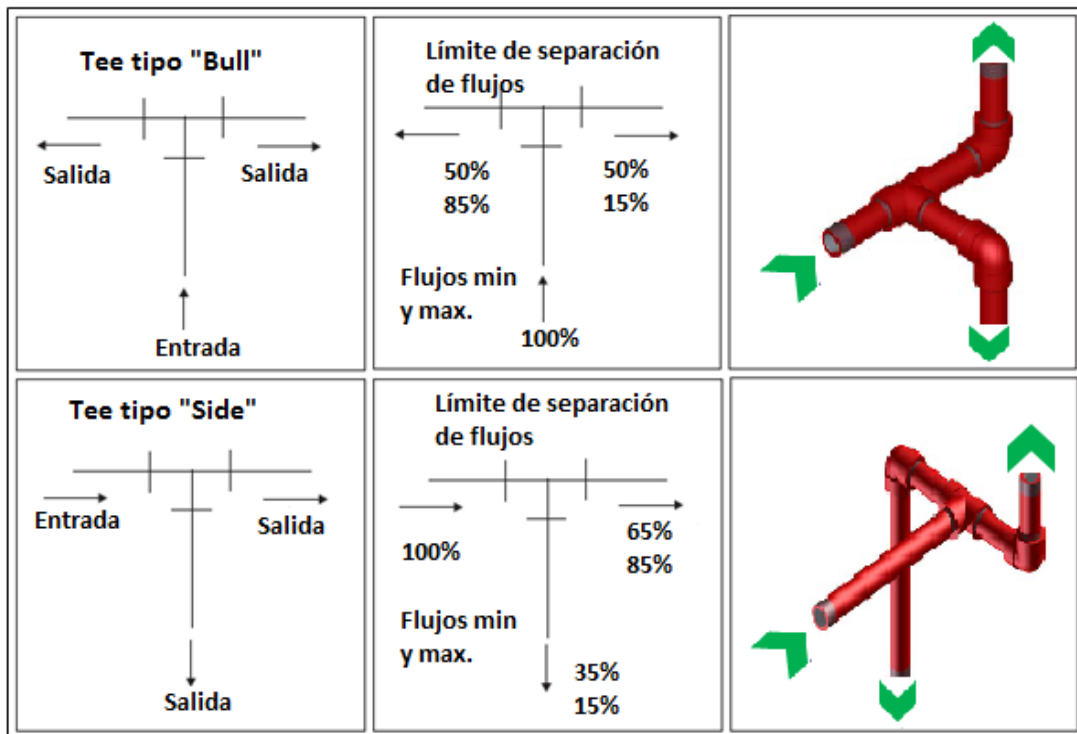 Tee tipo "Bull"
Salida
Salida
Entrada
Límite de separación
de flujos
50%
50%
85%
15%
Flujos min
y max.
100%
Tee tipo "Side"
Entrada
Salida
Salida
Límite de separación
de flujos
100%
65%
85%
Flujos min
y max.
35%
15%